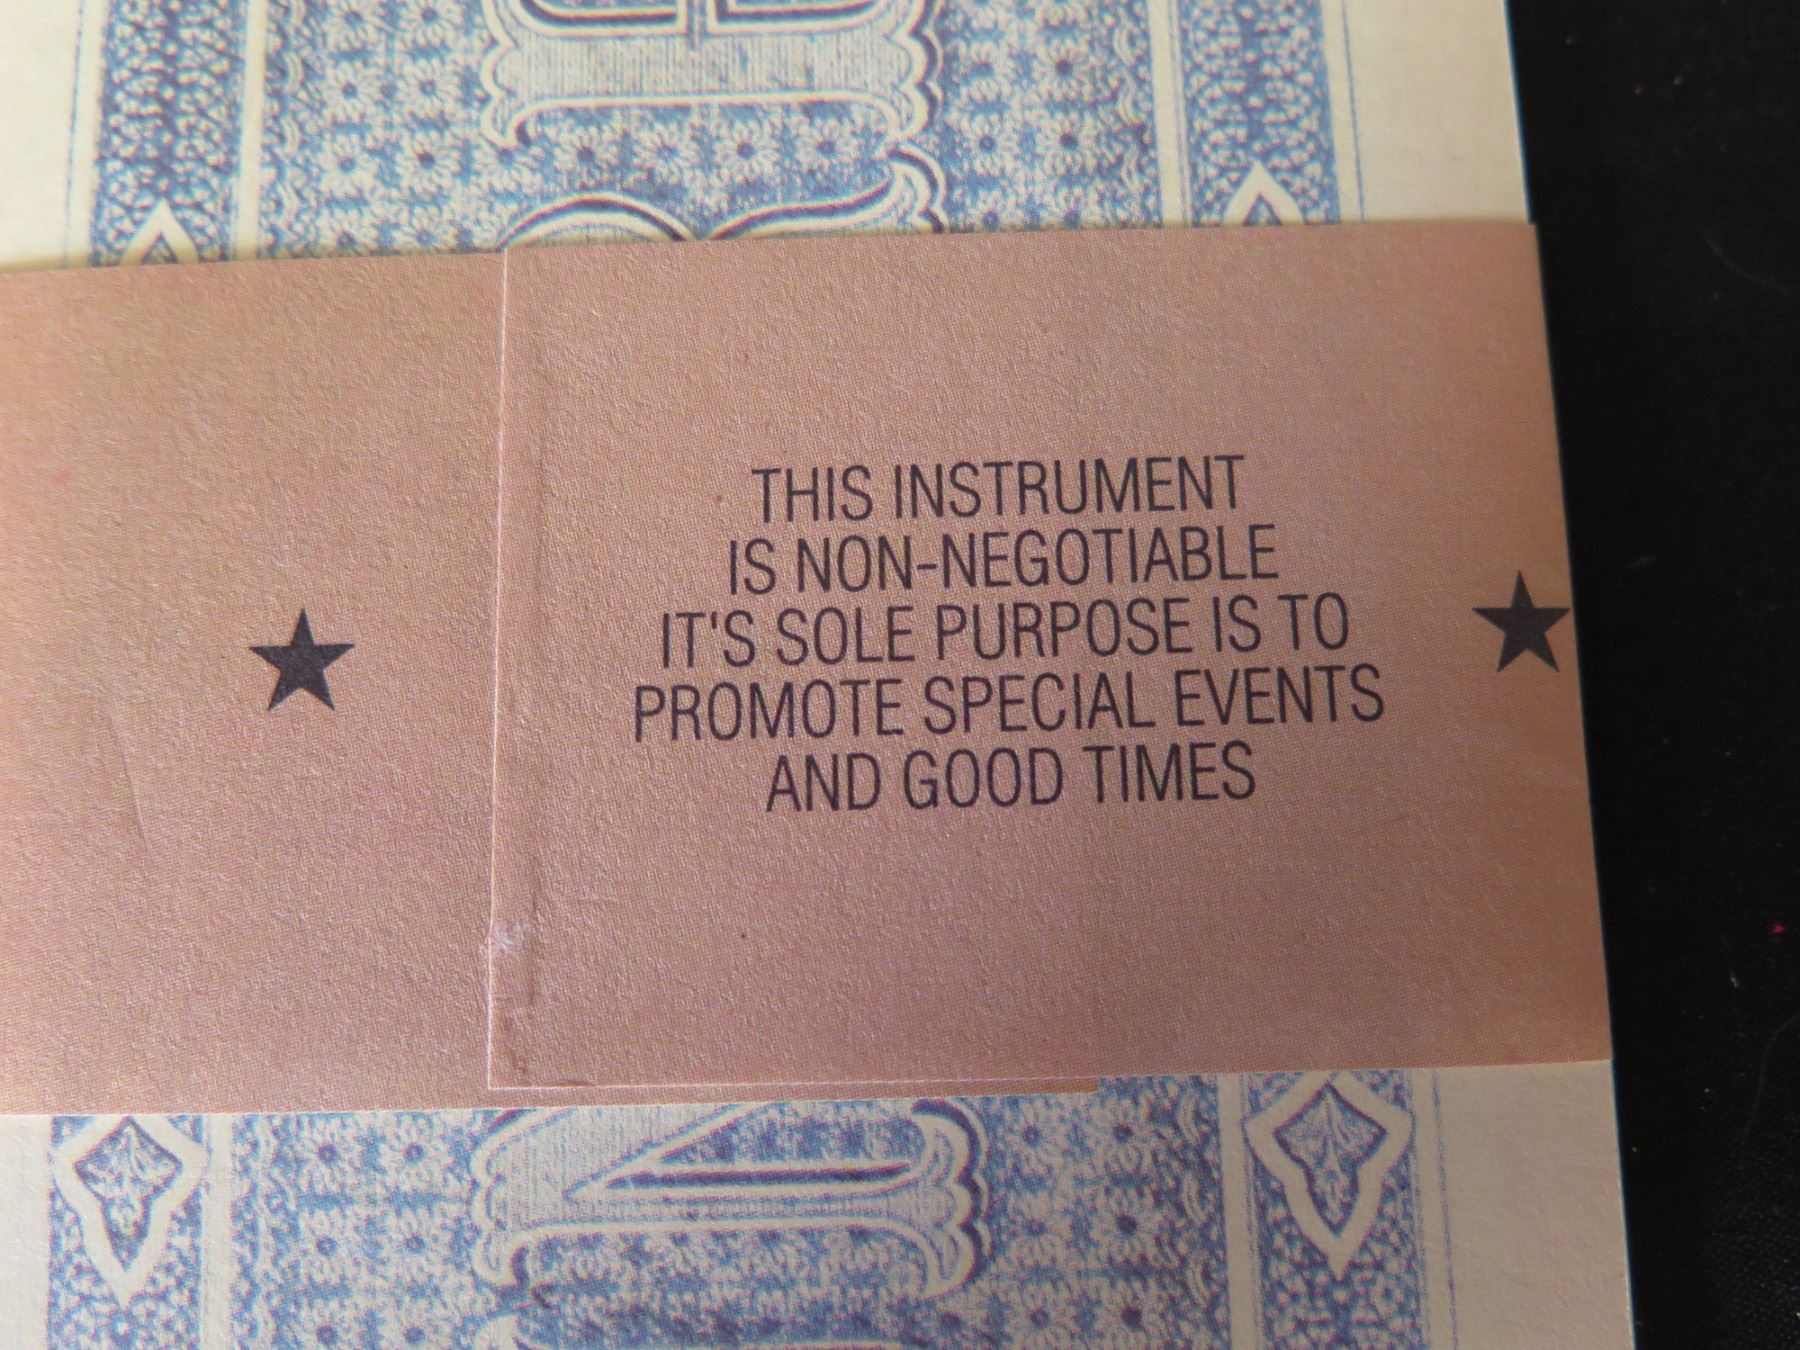 THIS INSTRUMENT
IS NON-NEGOTIABLE
IT'S SOLE PURPOSE IS TO
PROMOTE SPECIAL EVENTS
AND GOOD TIMES